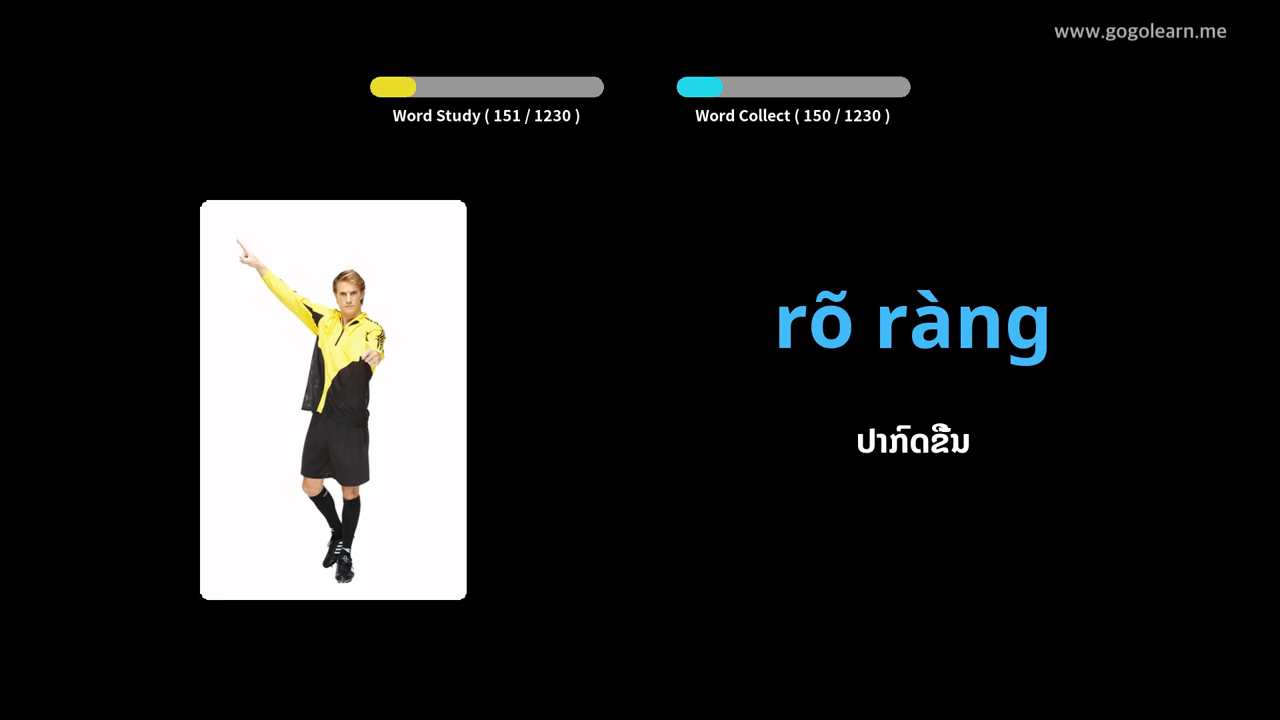 www.gogolearn.me
Word Study ( 151 / 1230 )
Word Collect ( 150 / 1230 )
rõ ràng
ປາກົດຂື້ນ